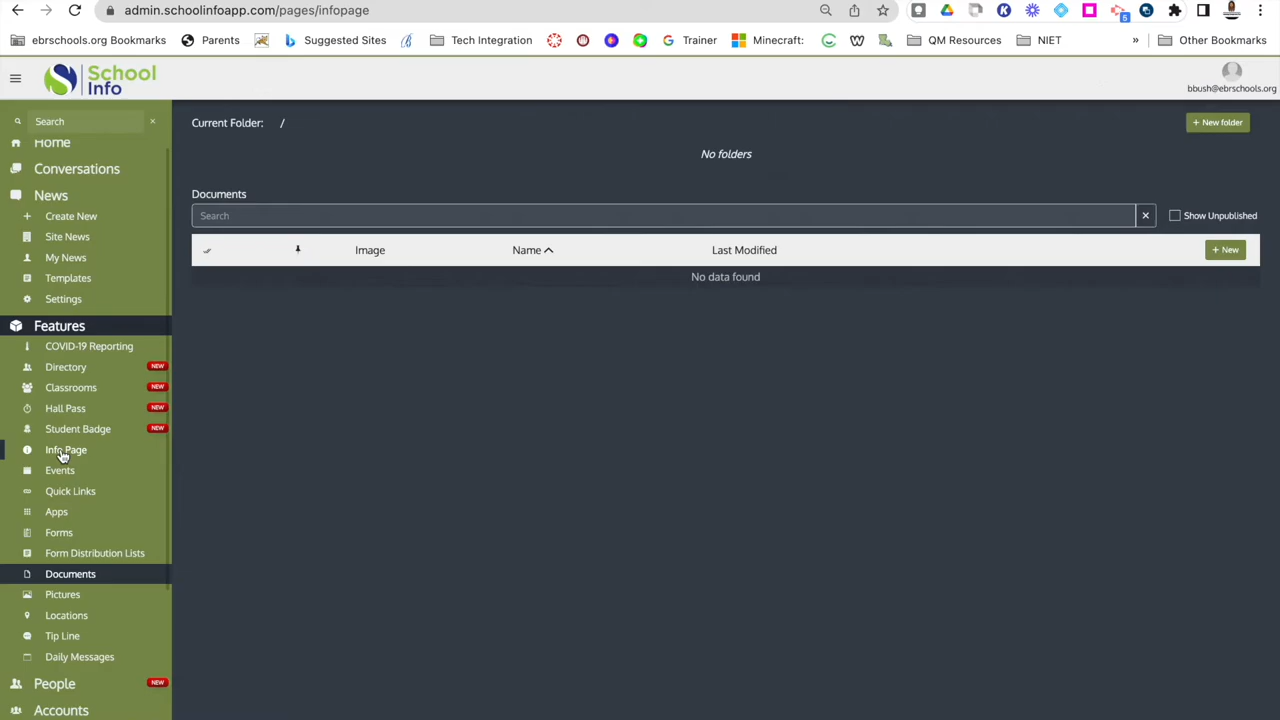 admin.schoolinfoapp.com/pages/infopage
5
ebrschools.org Bookmarks
Parents
Suggested Sites
Tech Integration
Trainer
Minecraft:
QM Resources
NIET
»
Other Bookmarks
School
Info
bbush@ebrschools.org
Search
×
Home
Conversations
News
Create New
Site News
My News
Templates
Settings
Features
COVID-19 Reporting
Directory NEW
Classrooms NEW
Hall Pass NEW
Student Badge NEW
Info Page
Events
Quick Links
Apps
Forms
Form Distribution Lists
Documents
Pictures
Locations
Tip Line
Daily Messages
People NEW
Accounts
Current Folder: /
+ New folder
No folders
Documents
Search
Show Unpublished
Image Name Last Modified + New
No data found